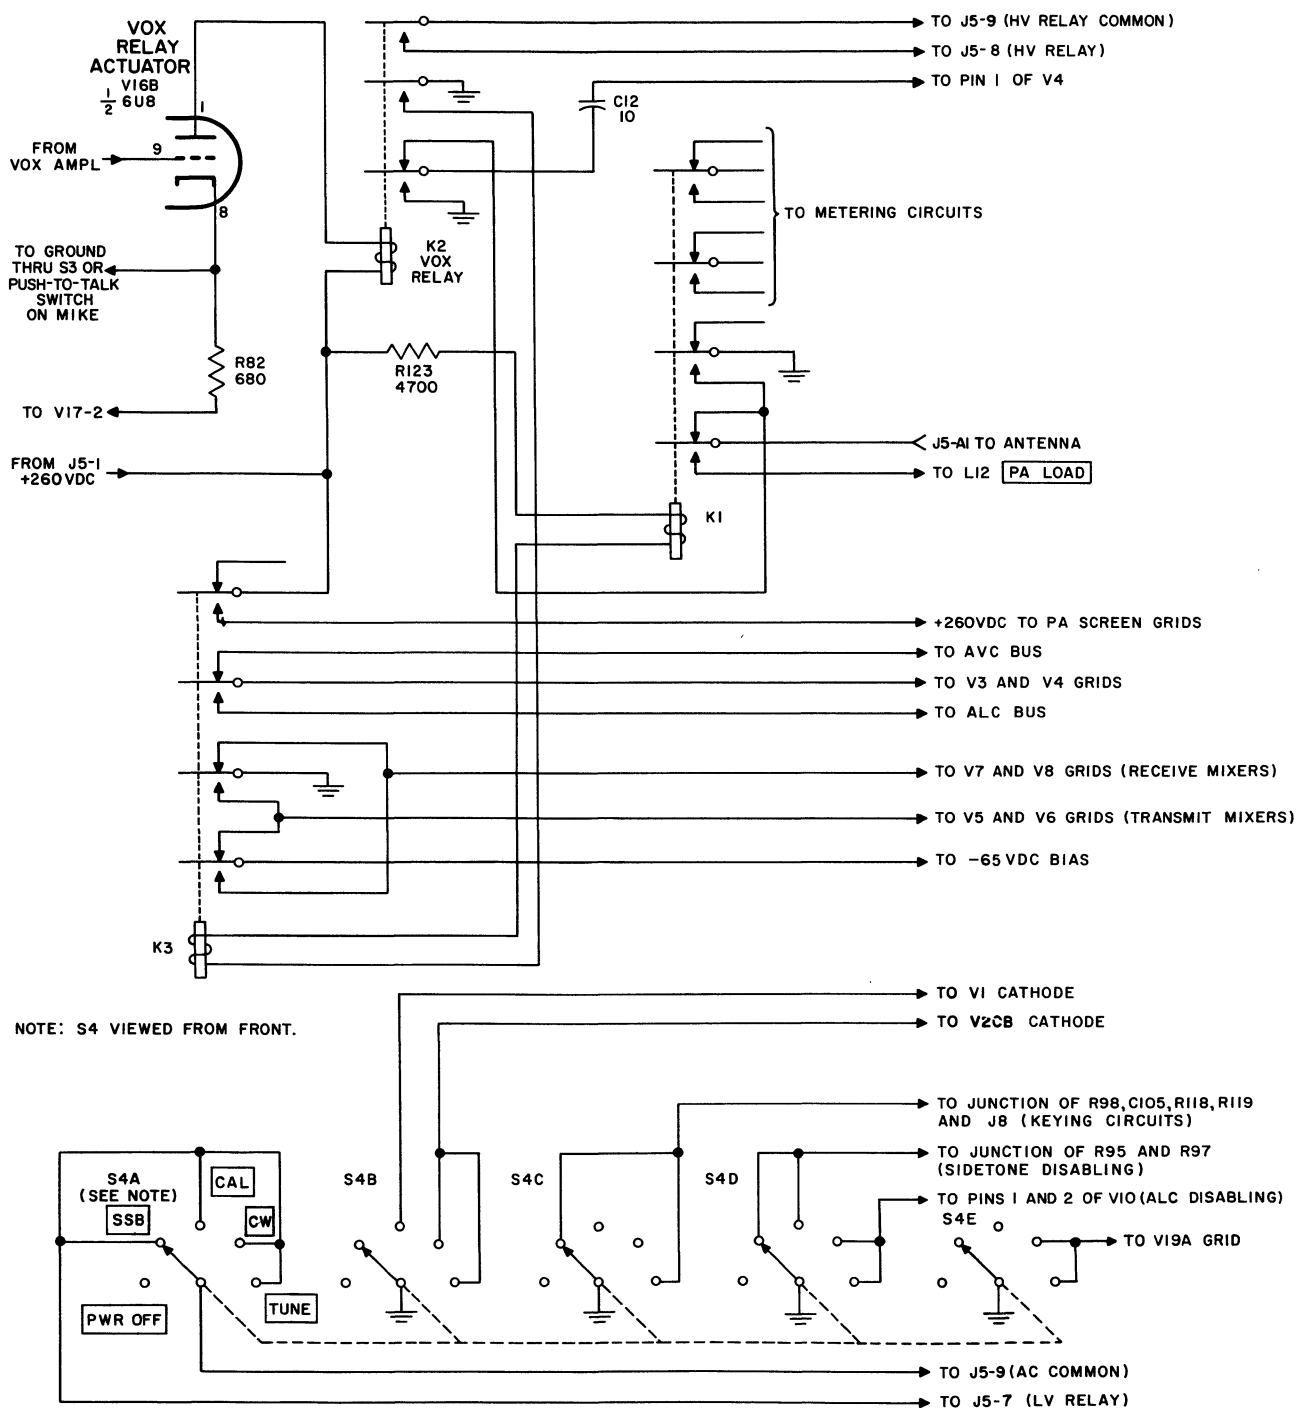 VOX
RELAY
ACTUATOR
V16B
1/2 6U8
1
9
8
FROM
VOX AMPL
TO GROUND
THRU S3 OR
PUSH-TO-TALK
SWITCH
ON MIKE
R82
680
TO V17-2
FROM J5-1
+260VDC
K2
VOX
RELAY
R123
4700
C12
10
TO J5-9 (HV RELAY COMMON)
TO J5-8 (HV RELAY)
TO PIN 1 OF V4
TO METERING CIRCUITS
J5-A1 TO ANTENNA
TO L12 PA LOAD
K1
+260VDC TO PA SCREEN GRIDS
TO AVC BUS
TO V3 AND V4 GRIDS
TO ALC BUS
TO V7 AND V8 GRIDS (RECEIVE MIXERS)
TO V5 AND V6 GRIDS (TRANSMIT MIXERS)
TO -65VDC BIAS
K3
NOTE: S4 VIEWED FROM FRONT.
TO V1 CATHODE
TO V2CB CATHODE
TO JUNCTION OF R98,C105,R118,R119
AND J8 (KEYING CIRCUITS)
TO JUNCTION OF R95 AND R97
(SIDETONE DISABLING)
TO PINS 1 AND 2 OF V10 (ALC DISABLING)
TO V19A GRID
S4A
(SEE NOTE)
SSB
CAL
CW
TUNE
PWR OFF
S4B
S4C
S4D
S4E
TO J5-9 (AC COMMON)
TO J5-7 (LV RELAY)